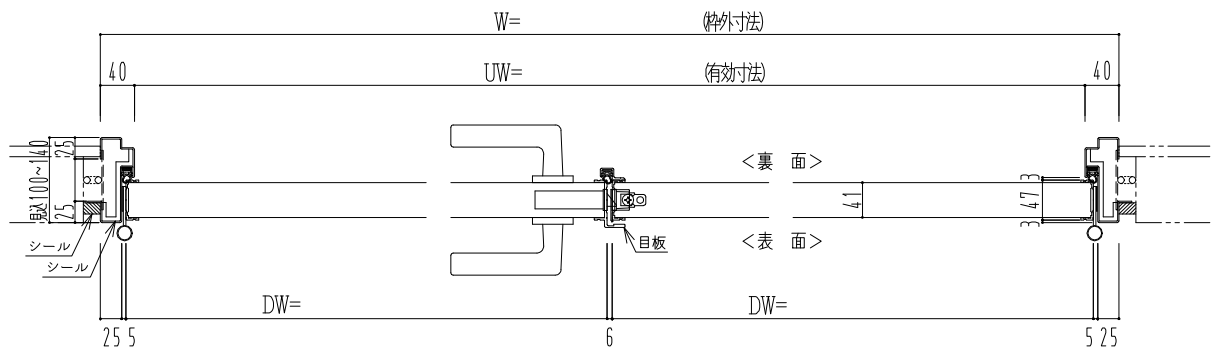 W= (枠外寸法)
40 UW= (有効寸法) 40
見込100~140
25
25
<裏 面>
41
3
47
3
シール
シール
目板
<表 面>
DW= DW=
25 5 6 5 25